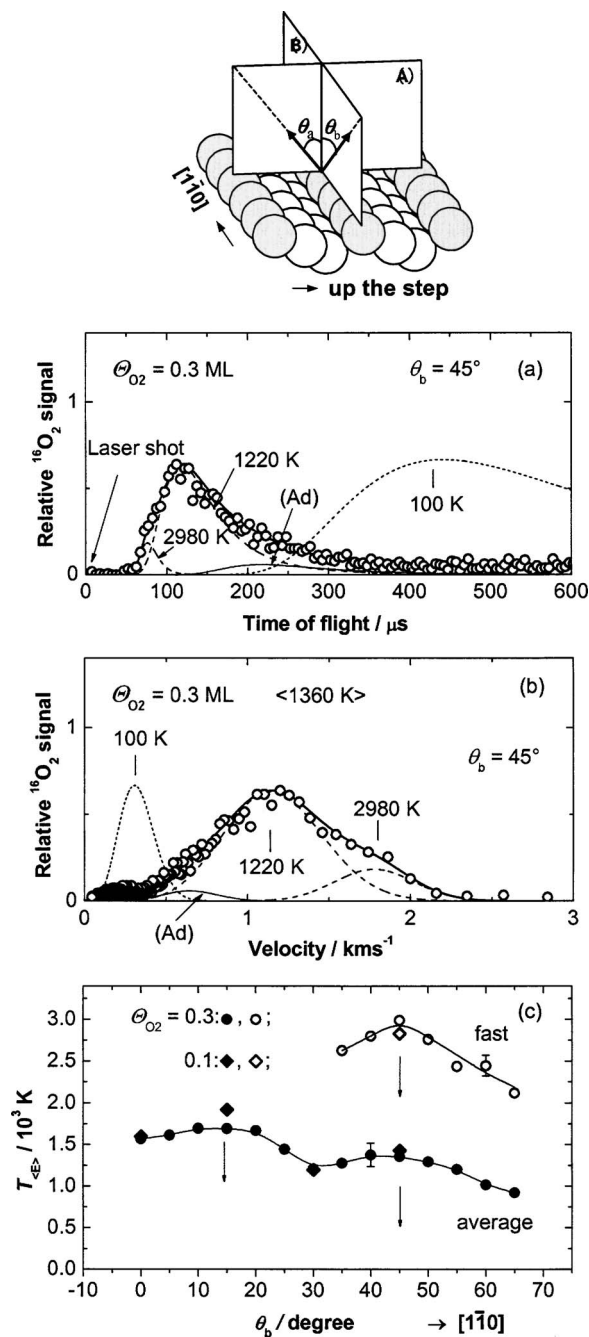 (B)
(A)
θa
θb
[11̅0]
→ up the step
Relative ¹⁶O₂ signal
1
0
Θ_O2 = 0.3 ML
θb = 45°
(a)
Laser shot
1220 K
(Ad)
2980 K
100 K
0 100 200 300 400 500 600
Time of flight / μs
Relative ¹⁶O₂ signal
1
0
Θ_O2 = 0.3 ML <1360 K>
(b)
100 K
θb = 45°
2980 K
1220 K
(Ad)
0 1 2 3
Velocity / kms⁻¹
T<E> / 10³ K
3.0
2.5
2.0
1.5
1.0
0.5
0.0
Θ_O2 = 0.3:●, ○;
0.1:◆, ◇;
(c)
fast
average
-10 0 10 20 30 40 50 60 70
θb / degree → [11̅0]